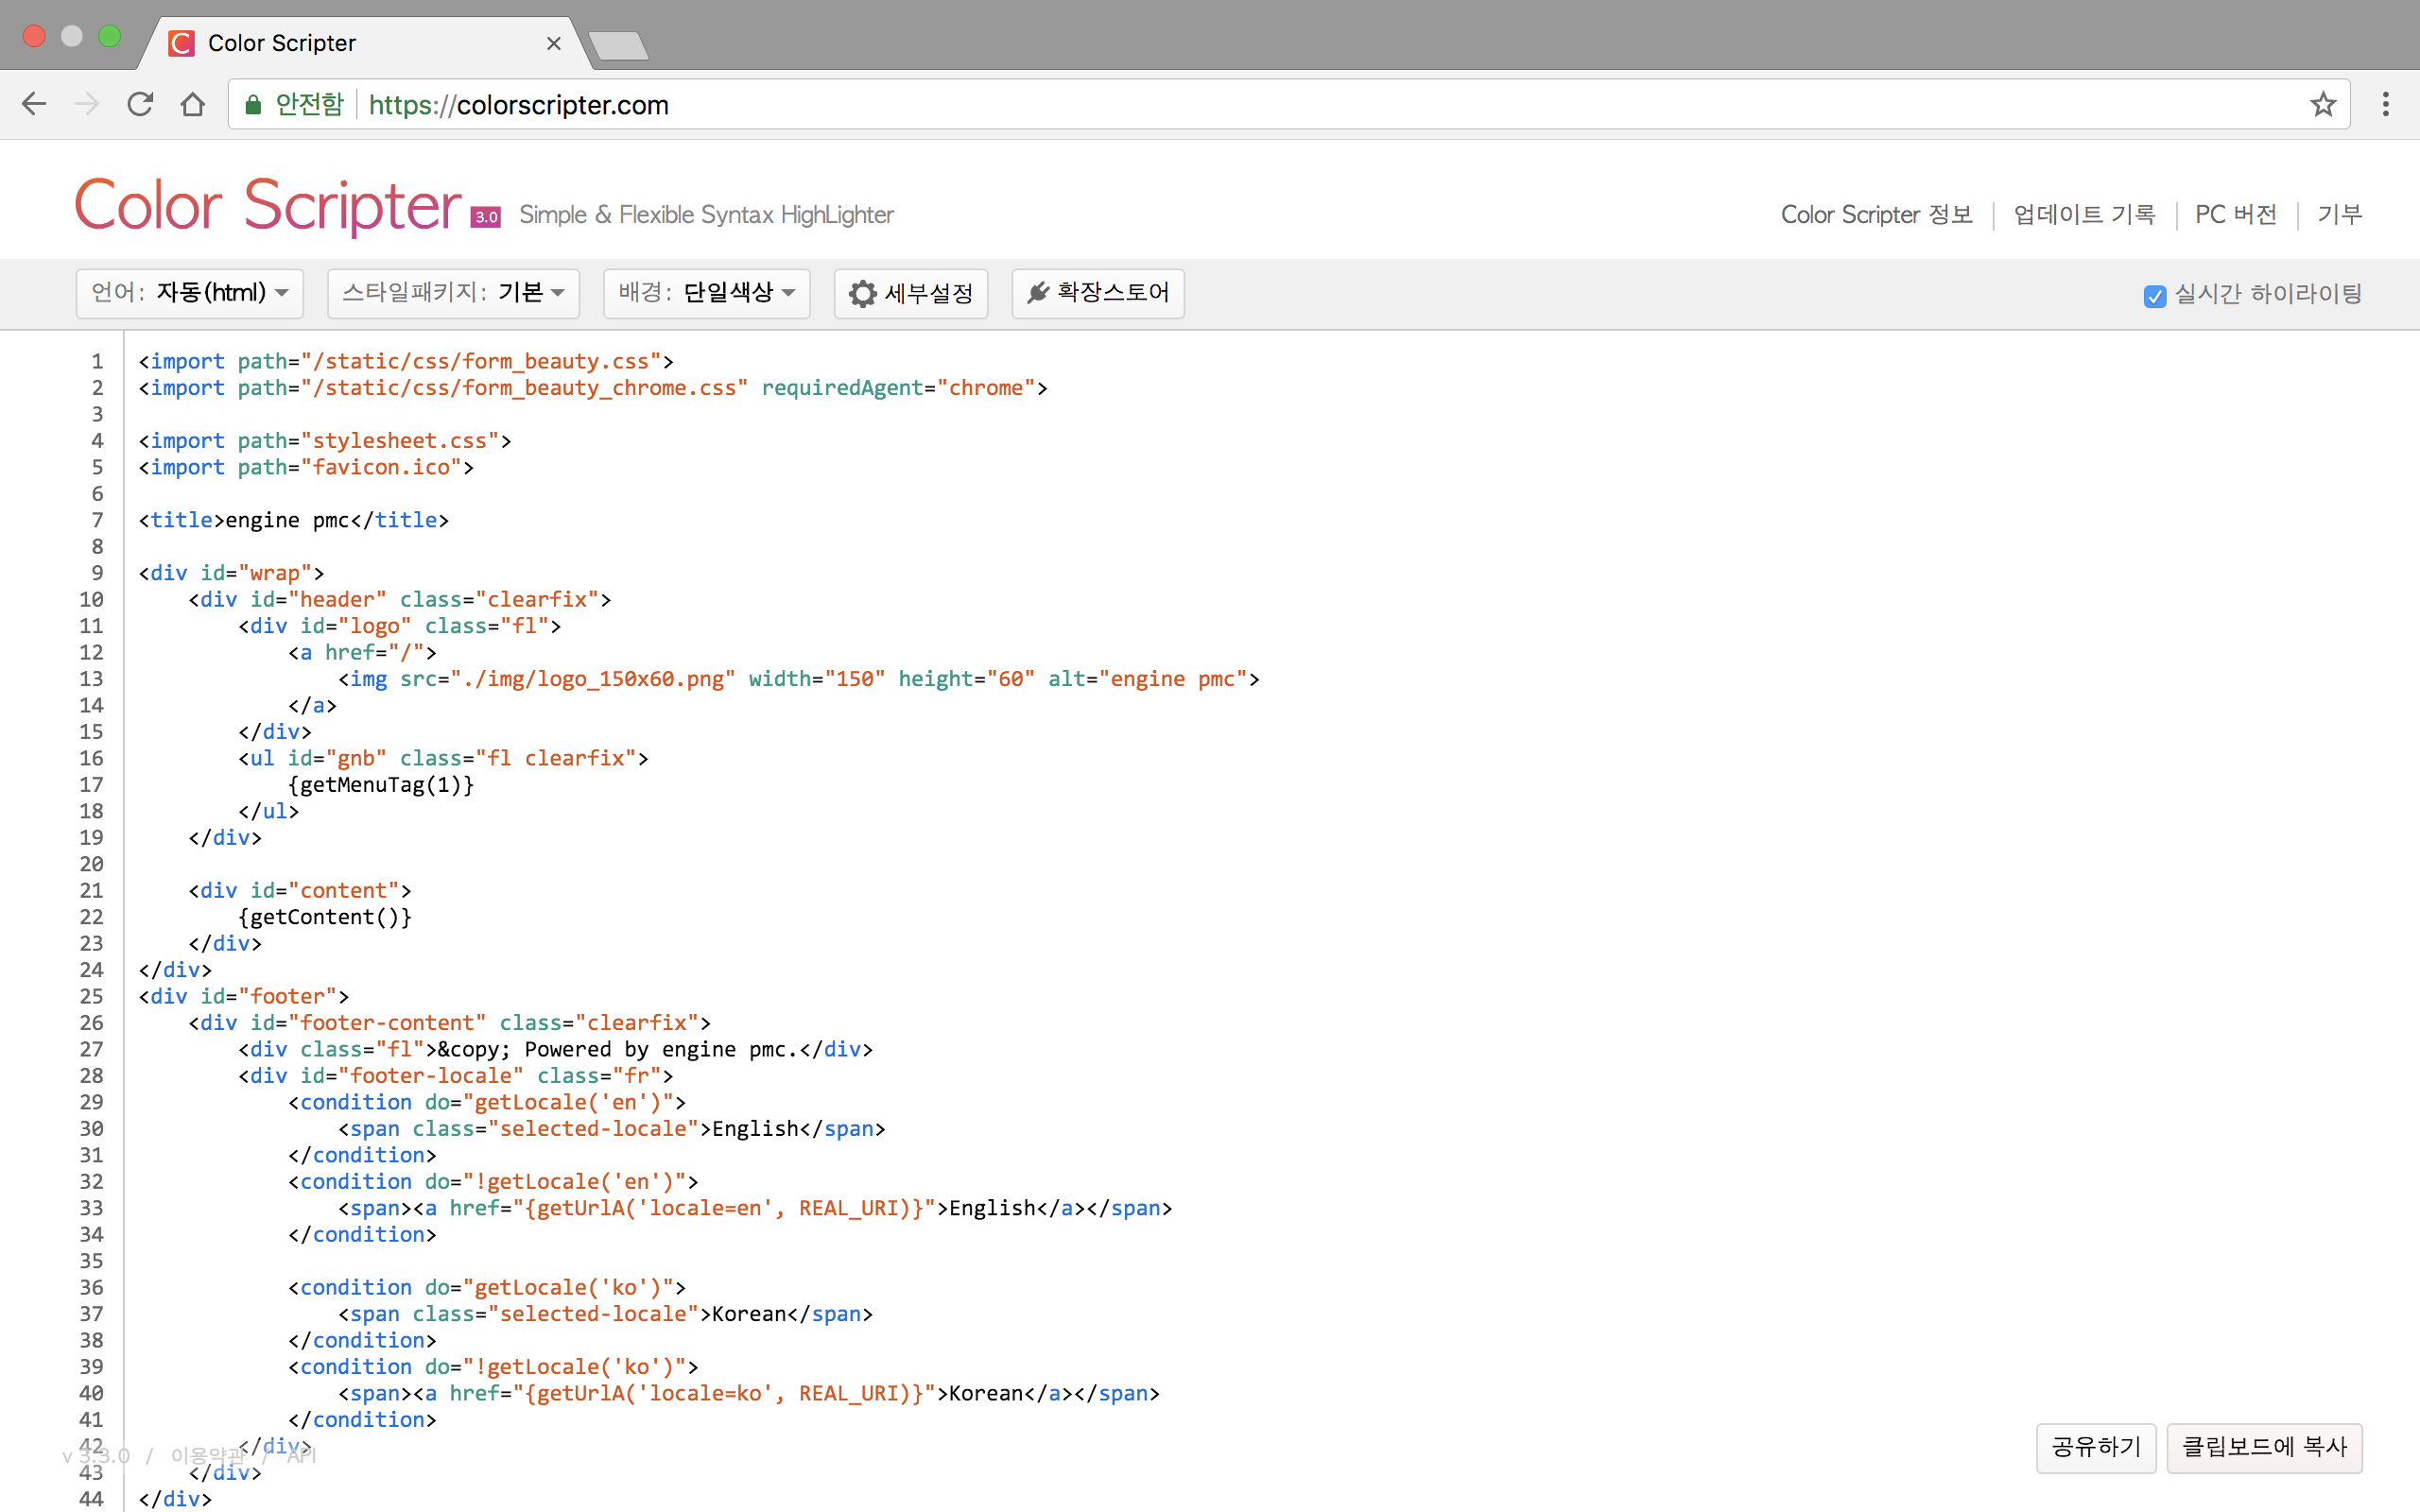 Color Scripter
안전함 https://colorscripter.com
Color Scripter 3.0 Simple & Flexible Syntax HighLighter
Color Scripter 정보 업데이트 기록 PC 버전 기부
언어: 자동(html) 스타일패키지: 기본 배경: 단일색상 세부설정 확장스토어 실시간 하이라이팅
1 <import path="/static/css/form_beauty.css">
2 <import path="/static/css/form_beauty_chrome.css" requiredAgent="chrome">
3
4 <import path="stylesheet.css">
5 <import path="favicon.ico">
6
7 <title>engine pmc</title>
8
9 <div id="wrap">
10     <div id="header" class="clearfix">
11         <div id="logo" class="fl">
12             <a href="/">
13                 <img src="./img/logo_150x60.png" width="150" height="60" alt="engine pmc">
14             </a>
15         </div>
16         <ul id="gnb" class="fl clearfix">
17             {getMenuTag(1)}
18         </ul>
19     </div>
20
21     <div id="content">
22         {getContent()}
23     </div>
24 </div>
25 <div id="footer">
26     <div id="footer-content" class="clearfix">
27         <div class="fl">&copy; Powered by engine pmc.</div>
28         <div id="footer-locale" class="fr">
29             <condition do="getLocale('en')">
30                 <span class="selected-locale">English</span>
31             </condition>
32             <condition do="!getLocale('en')">
33                 <span><a href="{getUrlA('locale=en', REAL_URI)}">English</a></span>
34             </condition>
35
36             <condition do="getLocale('ko')">
37                 <span class="selected-locale">Korean</span>
38             </condition>
39             <condition do="!getLocale('ko')">
40                 <span><a href="{getUrlA('locale=ko', REAL_URI)}">Korean</a></span>
41             </condition>
42         </div>
v 3.3.0 / 이용약관 / API
공유하기 클립보드에 복사
43     </div>
44 </div>